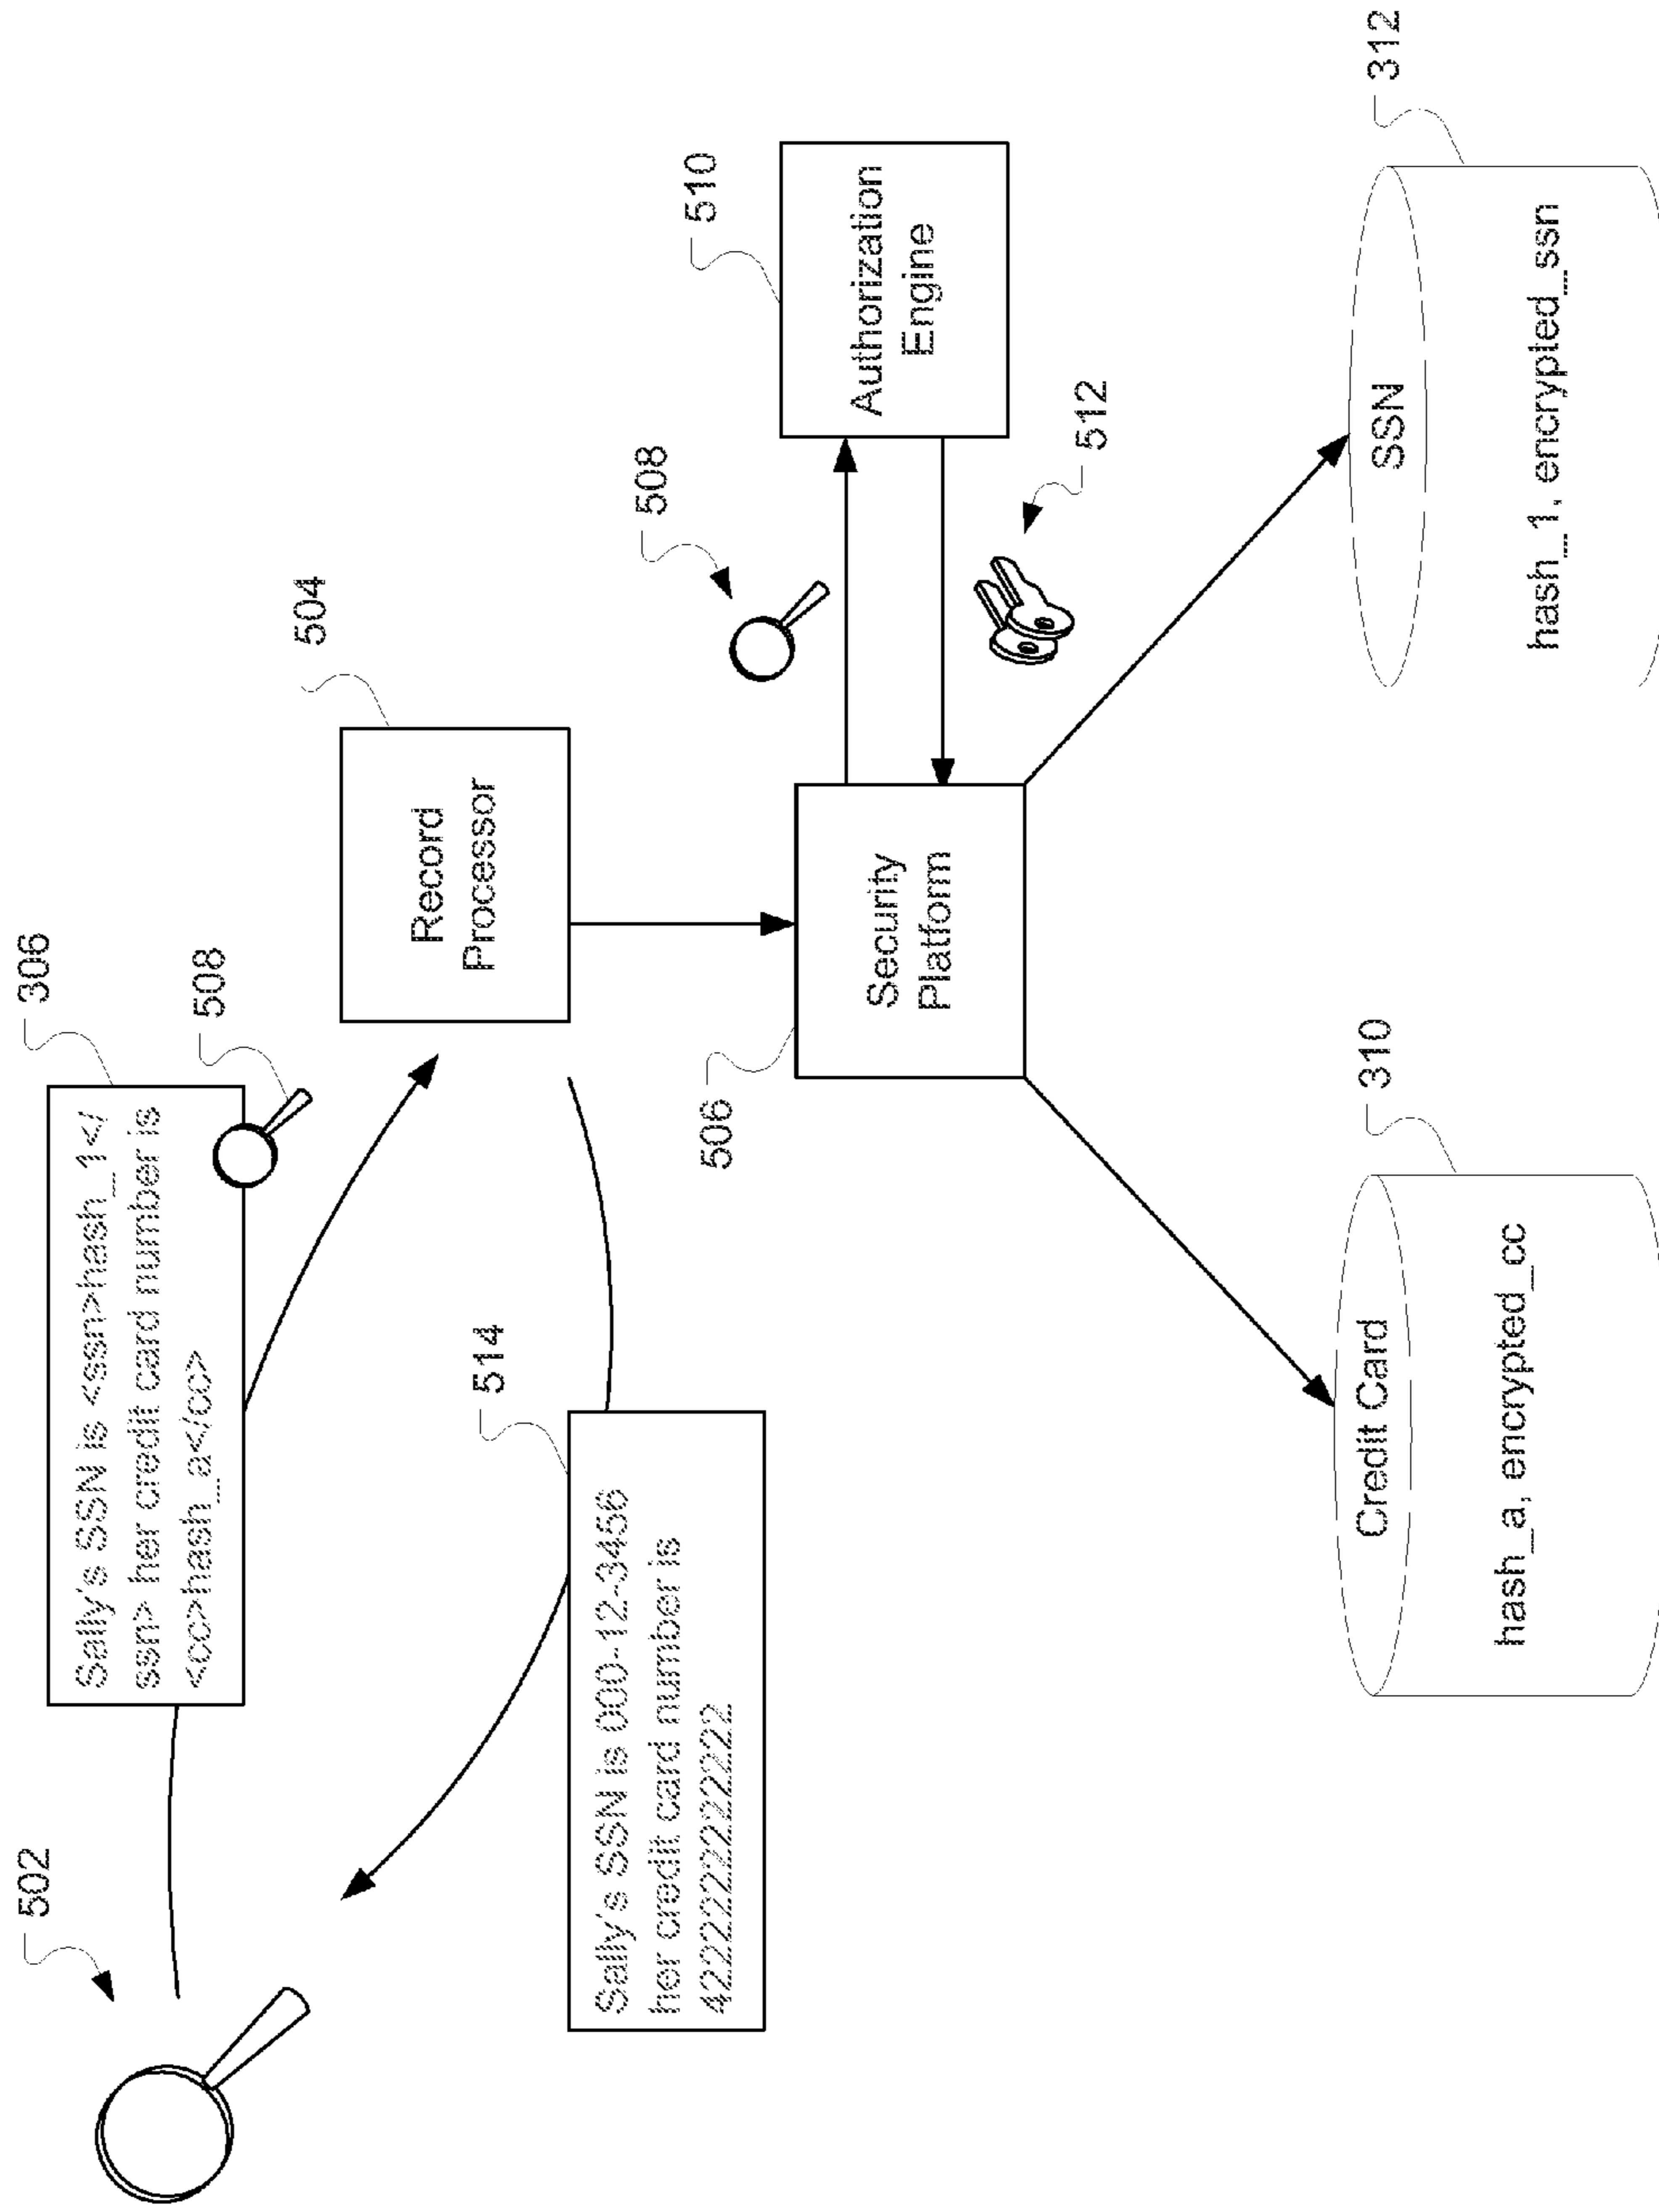 502
306
Sally's SSN is <ssn>hash_1</
ssn> her credit card number is
<cc>hash_a</cc>
508
504
Record
Processor
514
Sally's SSN is 000-12-3456
her credit card number is
4222222222222
508
510
506
Security
Platform
Authorization
Engine
512
310
Credit Card
hash_a, encrypted_cc
312
SSN
hash_1, encrypted_ssn